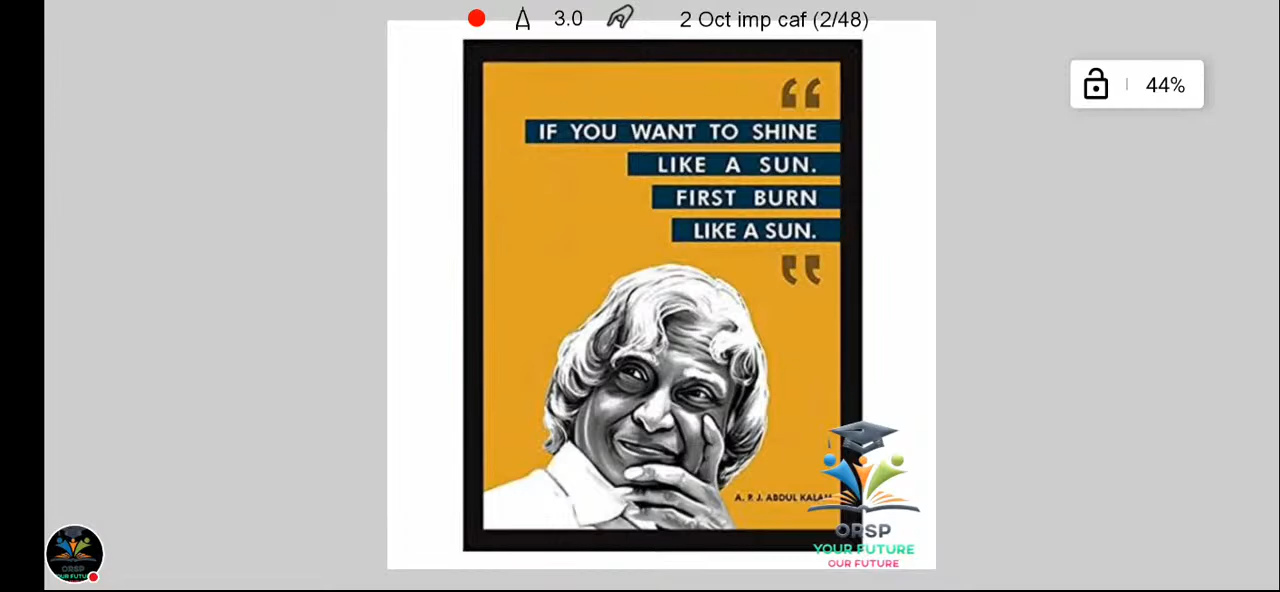 3.0
2 Oct imp caf (2/48)
44%
IF YOU WANT TO SHINE
LIKE A SUN.
FIRST BURN
LIKE A SUN.
A. P. J. ABDUL KALAM
ORSP
YOUR FUTURE
OUR FUTURE
ORSP